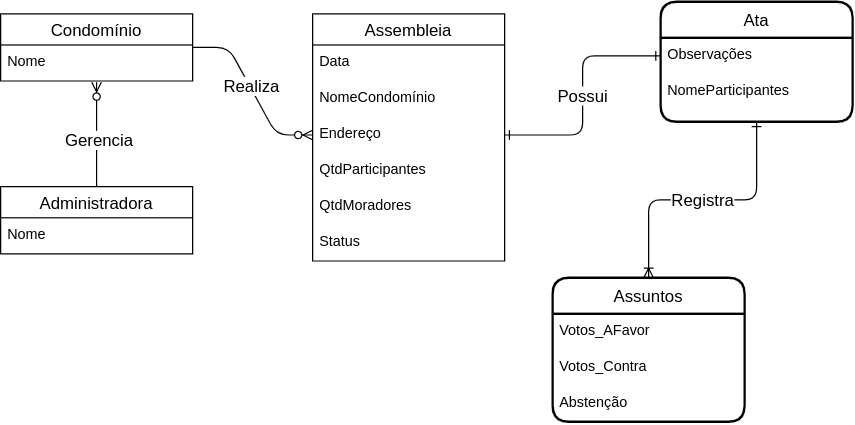 Condomínio
Nome
Gerencia
Administradora
Nome
Realiza
Assembleia
Data
NomeCondomínio
Endereço
QtdParticipantes
QtdMoradores
Status
Possui
Ata
Observações
NomeParticipantes
Registra
Assuntos
Votos_AFavor
Votos_Contra
Abstenção